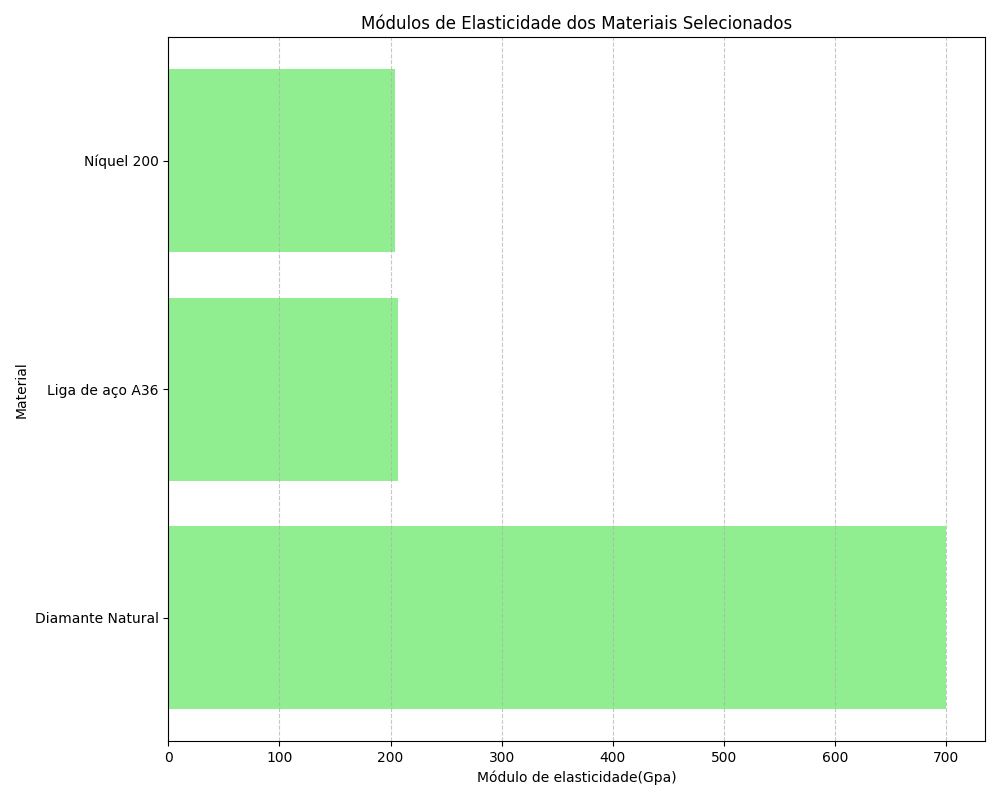 Módulos de Elasticidade dos Materiais Selecionados
Níquel 200
Liga de aço A36
Diamante Natural
Material
0 100 200 300 400 500 600 700
Módulo de elasticidade(Gpa)